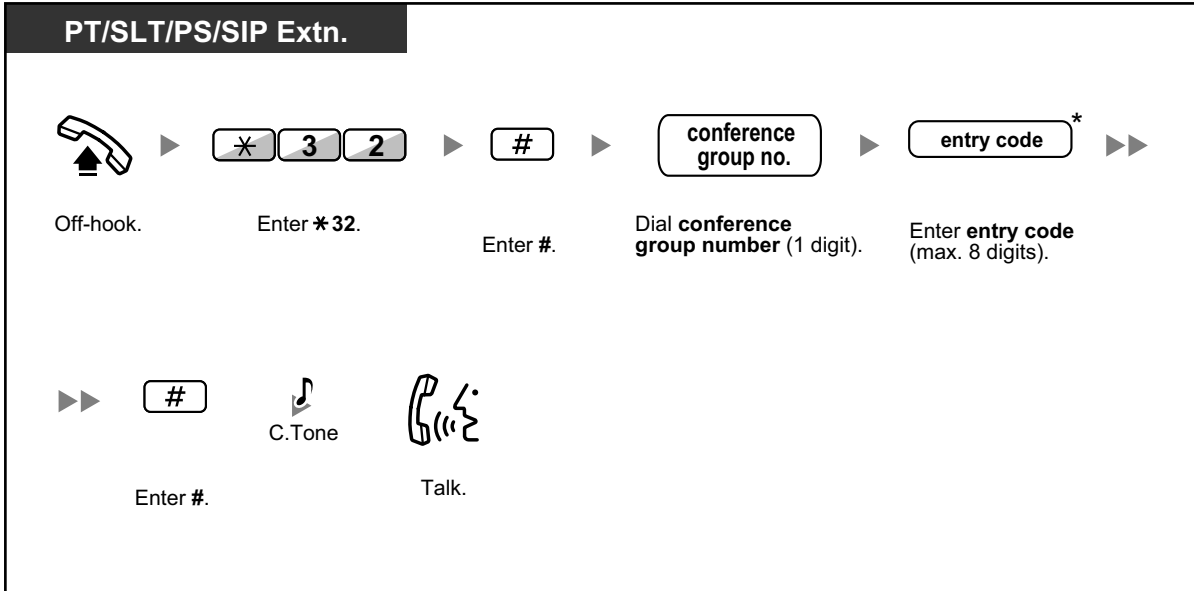 PT/SLT/PS/SIP Extn.
* 3 2
#
conference
group no.
entry code *
Off-hook.
Enter *32.
Enter #.
Dial conference
group number (1 digit).
Enter entry code
(max. 8 digits).
#
C.Tone
Enter #.
Talk.